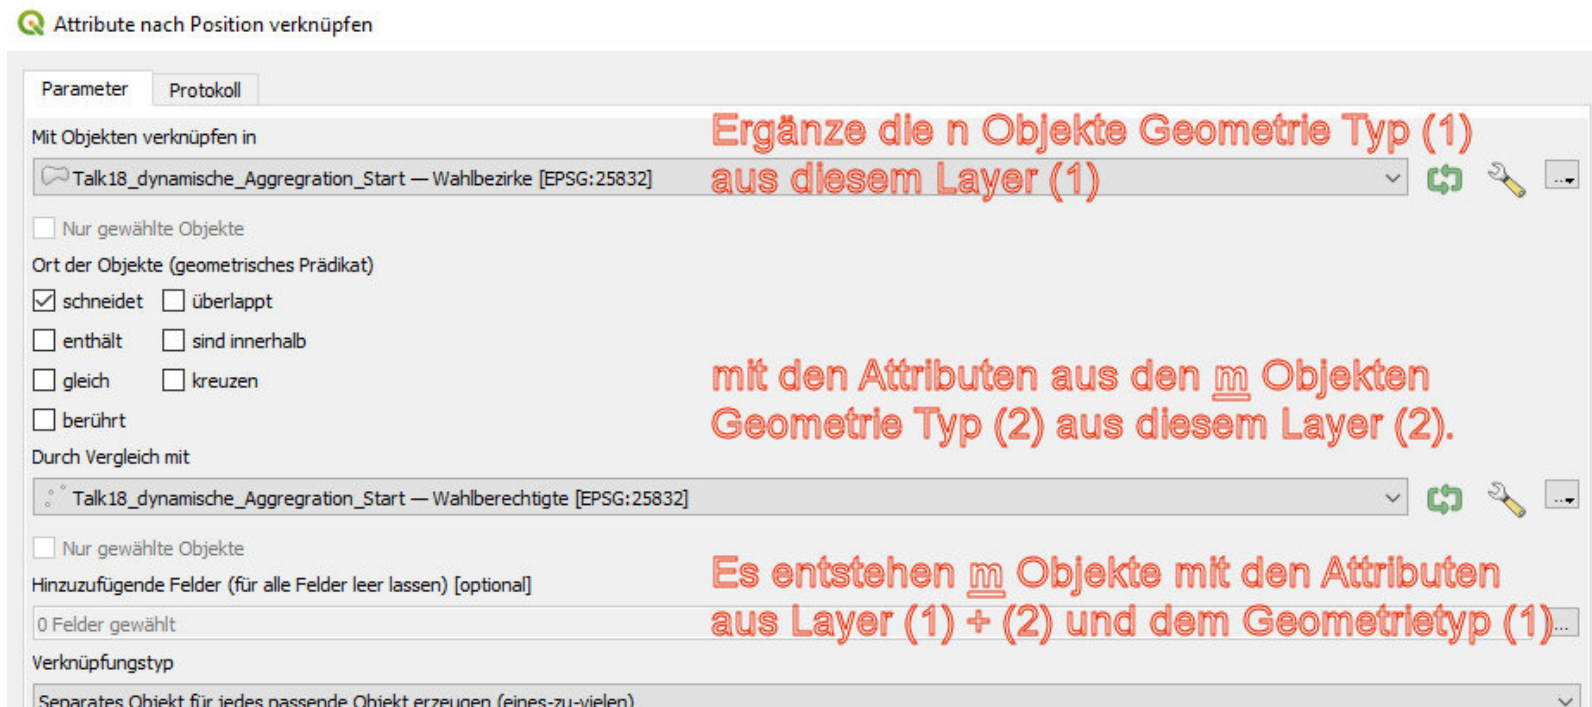 Attribute nach Position verknüpfen
Parameter
Protokoll
Mit Objekten verknüpfen in
Ergänze die n Objekte Geometrie Typ (1)
Talk18_dynamische_Aggregration_Start — Wahlbezirke [EPSG:25832]
aus diesem Layer (1)
...
Nur gewählte Objekte
Ort der Objekte (geometrisches Prädikat)
schneidet
überlappt
enthält
sind innerhalb
gleich
kreuzen
berührt
mit den Attributen aus den m Objekten
Geometrie Typ (2) aus diesem Layer (2).
Durch Vergleich mit
Talk18_dynamische_Aggregration_Start — Wahlberechtigte [EPSG:25832]
...
Nur gewählte Objekte
Hinzuzufügende Felder (für alle Felder leer lassen) [optional]
Es entstehen m Objekte mit den Attributen
0 Felder gewählt
aus Layer (1) + (2) und dem Geometrietyp (1)
...
Verknüpfungstyp
Separates Objekt für jedes passende Objekt erzeugen (eines-zu-vielen)